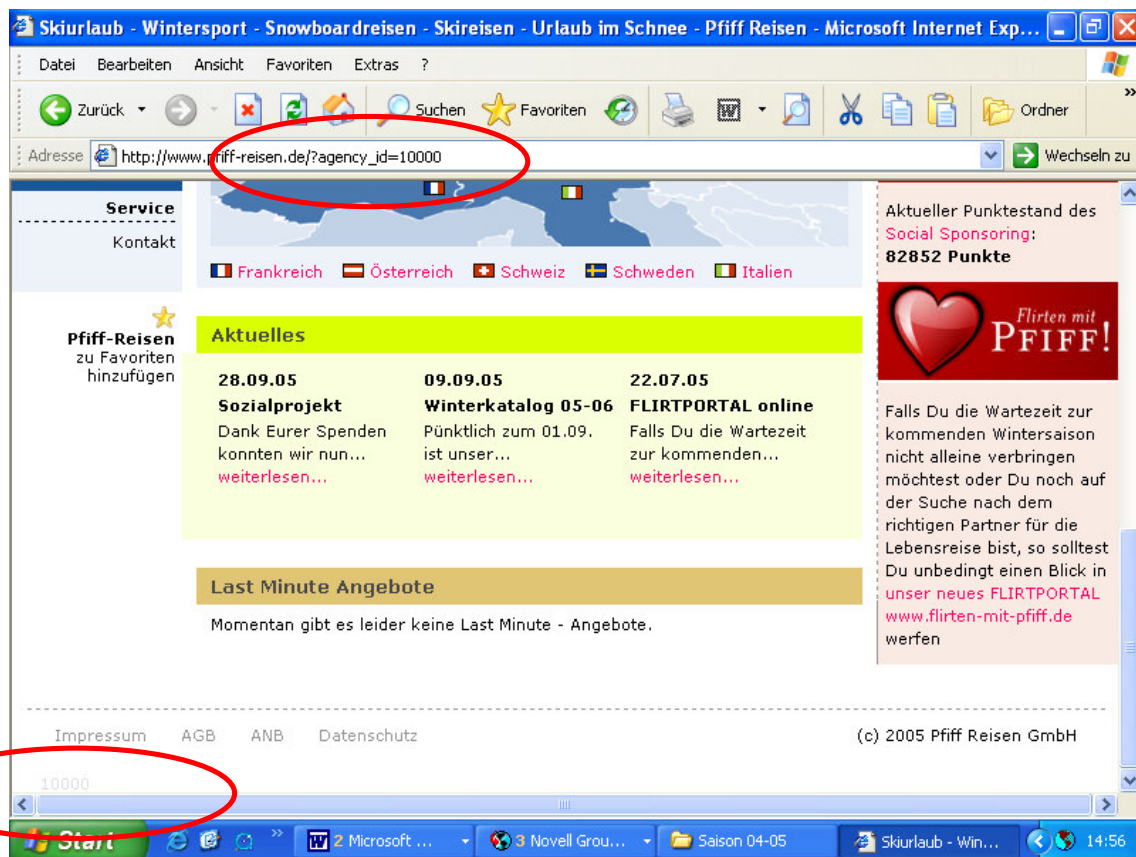 Skiurlaub - Wintersport - Snowboardreisen - Skireisen - Urlaub im Schnee - Pfiff Reisen - Microsoft Internet Exp...
Datei Bearbeiten Ansicht Favoriten Extras ?
Zurück Suchen Favoriten Ordner »
Adresse http://www.pfiff-reisen.de/?agency_id=10000 Wechseln zu
Service
Kontakt
Pfiff-Reisen
zu Favoriten
hinzufügen
Frankreich Österreich Schweiz Schweden Italien
Aktuelles
28.09.05
Sozialprojekt
Dank Eurer Spenden
konnten wir nun...
weiterlesen...
09.09.05
Winterkatalog 05-06
Pünktlich zum 01.09.
ist unser...
weiterlesen...
22.07.05
FLIRTPORTAL online
Falls Du die Wartezeit
zur kommenden...
weiterlesen...
Last Minute Angebote
Momentan gibt es leider keine Last Minute - Angebote.
Aktueller Punktestand des
Social Sponsoring:
82852 Punkte
Flirten mit
PFIFF!
Falls Du die Wartezeit zur
kommenden Wintersaison
nicht alleine verbringen
möchtest oder Du noch auf
der Suche nach dem
richtigen Partner für die
Lebensreise bist, so solltest
Du unbedingt einen Blick in
unser neues FLIRTPORTAL
www.flirten-mit-pfiff.de
werfen
Impressum AGB ANB Datenschutz (c) 2005 Pfiff Reisen GmbH
10000
Start » 2 Microsoft ... 3 Novell Grou... Saison 04-05 Skiurlaub - Win... 14:56